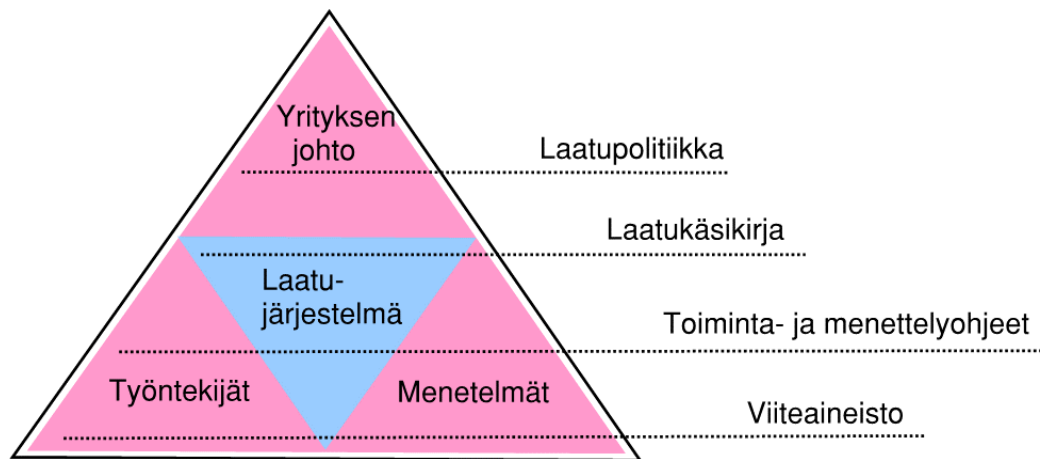 Yrityksen
johto
Laatupolitiikka
Laatukäsikirja
Laatu-
järjestelmä
Toiminta- ja menettelyohjeet
Työntekijät
Menetelmät
Viiteaineisto